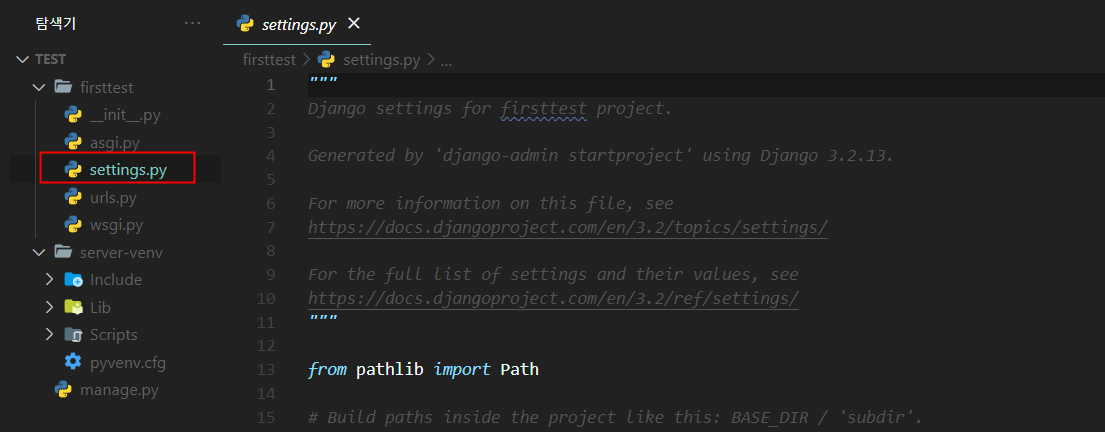 탐색기 ···
TEST
firsttest
__init__.py
asgi.py
settings.py
urls.py
wsgi.py
server-venv
Include
Lib
Scripts
pyvenv.cfg
manage.py
settings.py ×
firsttest > settings.py > ...
1 """
2 Django settings for firsttest project.
3
4 Generated by 'django-admin startproject' using Django 3.2.13.
5
6 For more information on this file, see
7 https://docs.djangoproject.com/en/3.2/topics/settings/
8
9 For the full list of settings and their values, see
10 https://docs.djangoproject.com/en/3.2/ref/settings/
11 """
12
13 from pathlib import Path
14
15 # Build paths inside the project like this: BASE_DIR / 'subdir'.